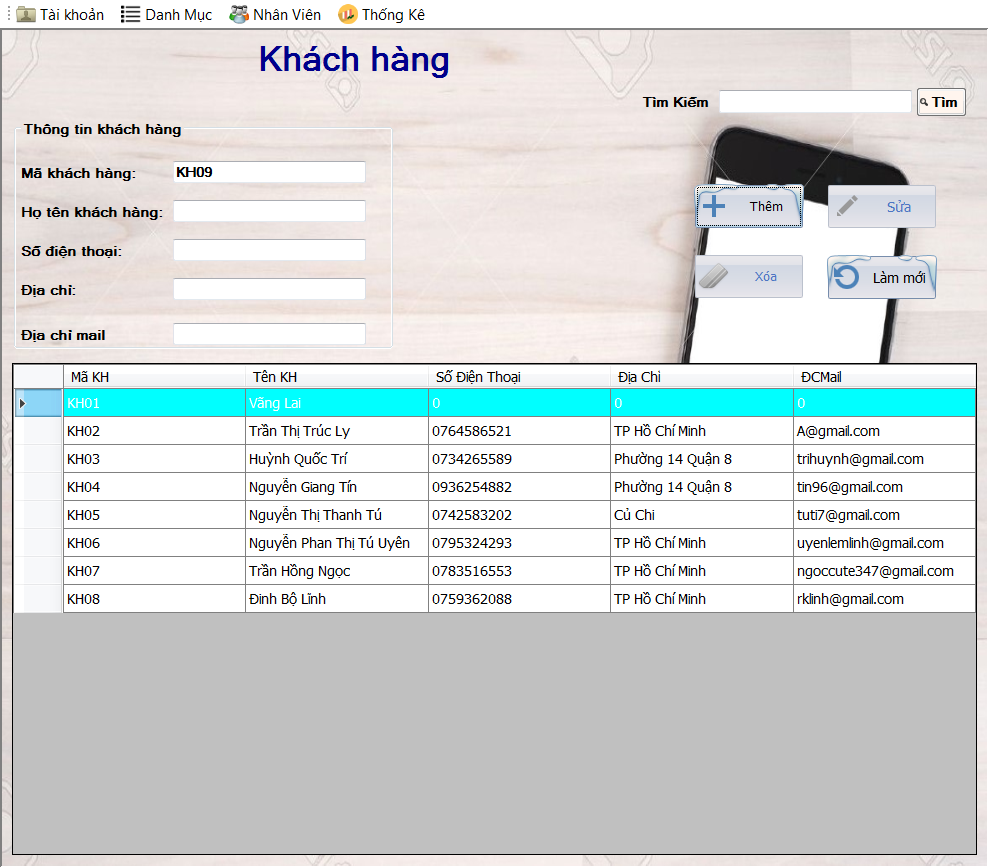 Tài khoản Danh Mục Nhân Viên Thống Kê
Khách hàng
Tìm Kiếm Tìm
Thông tin khách hàng
Mã khách hàng: KH09
Họ tên khách hàng:
Số điện thoại:
Địa chỉ:
Địa chỉ mail
Thêm Sửa
Xóa Làm mới
Mã KH Tên KH Số Điện Thoại Địa Chỉ ĐCMail
KH01 Vãng Lai 0 0 0
KH02 Trần Thị Trúc Ly 0764586521 TP Hồ Chí Minh A@gmail.com
KH03 Huỳnh Quốc Trí 0734265589 Phường 14 Quận 8 trihuynh@gmail.com
KH04 Nguyễn Giang Tín 0936254882 Phường 14 Quận 8 tin96@gmail.com
KH05 Nguyễn Thị Thanh Tú 0742583202 Củ Chi tuti7@gmail.com
KH06 Nguyễn Phan Thị Tú Uyên 0795324293 TP Hồ Chí Minh uyenlemlinh@gmail.com
KH07 Trần Hồng Ngọc 0783516553 TP Hồ Chí Minh ngoccute347@gmail.com
KH08 Đinh Bộ Lĩnh 0759362088 TP Hồ Chí Minh rklinh@gmail.com